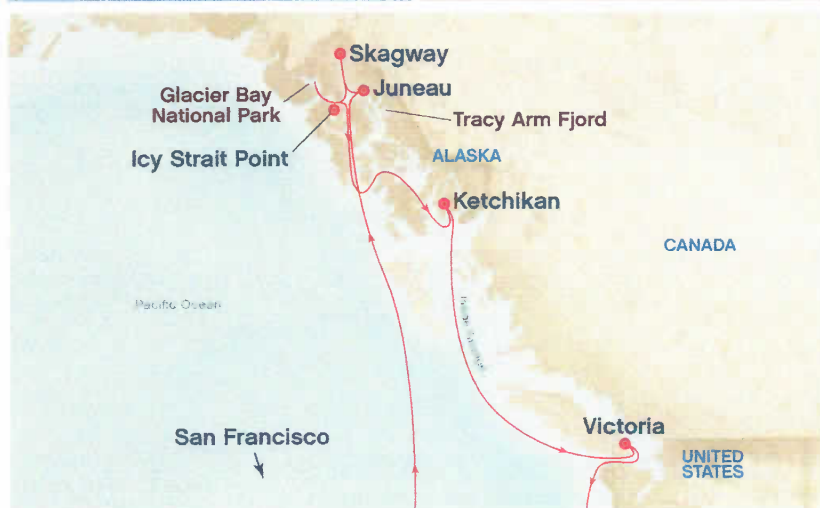 Skagway
Juneau
Glacier Bay
National Park
Tracy Arm Fjord
Icy Strait Point
ALASKA
Ketchikan
CANADA
Pacific Ocean
San Francisco
Victoria
UNITED
STATES